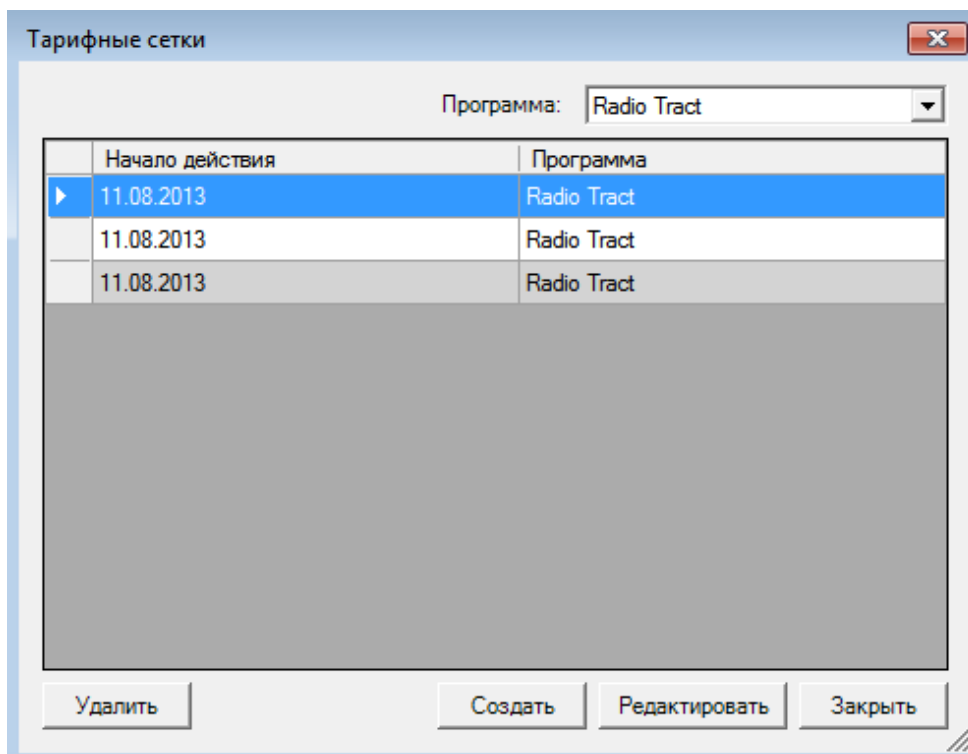 Тарифные сетки
Программа: Radio Tract
Начало действия Программа
11.08.2013 Radio Tract
11.08.2013 Radio Tract
11.08.2013 Radio Tract
Удалить Создать Редактировать Закрыть